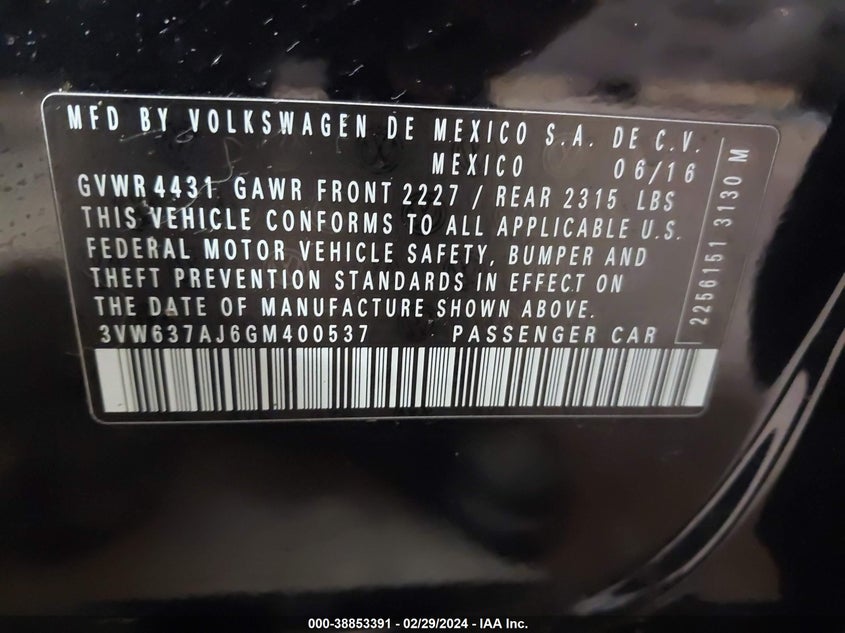 MFD BY VOLKSWAGEN DE MEXICO S.A. DE C.V.
MEXICO 06/16
GVWR 4431 GAWR FRONT 2227 / REAR 2315 LBS
THIS VEHICLE CONFORMS TO ALL APPLICABLE U.S.
FEDERAL MOTOR VEHICLE SAFETY, BUMPER AND
THEFT PREVENTION STANDARDS IN EFFECT ON
THE DATE OF MANUFACTURE SHOWN ABOVE.
3VW637AJ6GM400537 PASSENGER CAR
2256151 3130 M
000-38853391 - 02/29/2024 - IAA Inc.